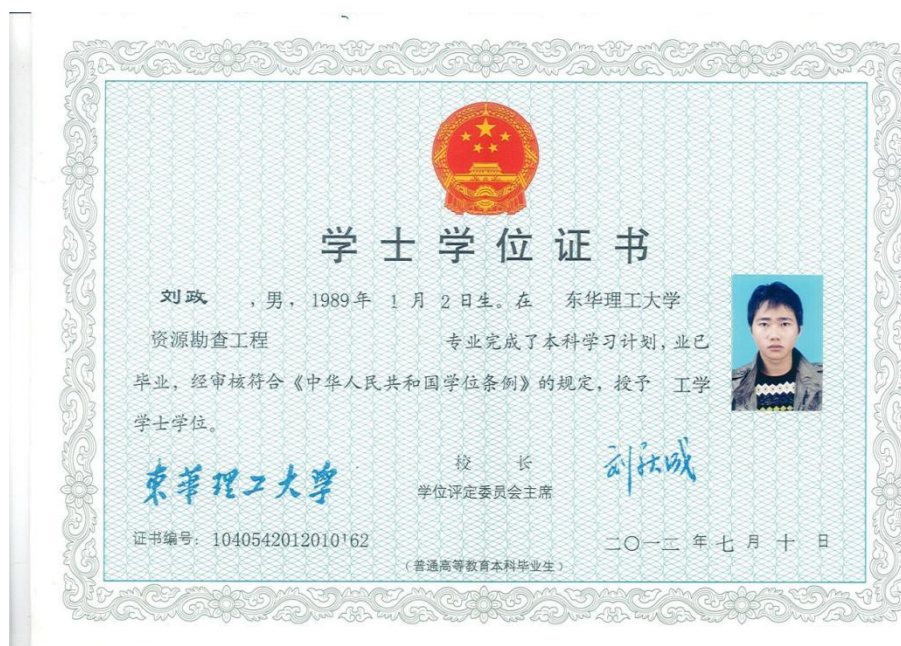 学士学位证书
刘政 ，男，1989年 1 月 2 日生。在 东华理工大学
资源勘查工程 专业完成了本科学习计划，业已
毕业，经审核符合《中华人民共和国学位条例》的规定，授予 工学
学士学位。
東華理工大学
校 长
学位评定委员会主席
证书编号：1040542012010162
二〇一二 年 七 月 十 日
（普通高等教育本科毕业生）